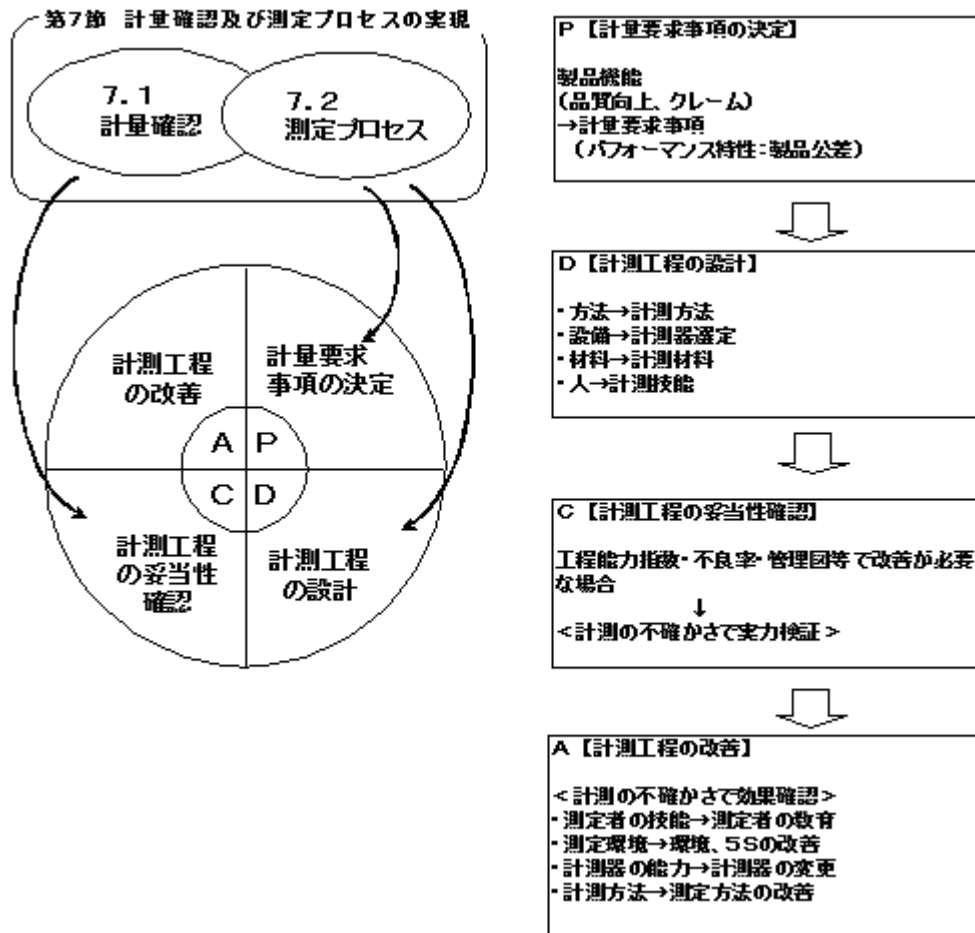 第7節 計量確認及び測定プロセスの実現
7.1
計量確認
7.2
測定プロセス
計測工程
の改善
計量要求
事項の決定
A
P
C
D
計測工程
の妥当性
確認
計測工程
の設計
P 【計量要求事項の決定】
製品機能
(品質向上、クレーム)
→計量要求事項
(パフォーマンス特性:製品公差)
D 【計測工程の設計】
・方法→計測方法
・設備→計測器選定
・材料→計測材料
・人→計測技能
C 【計測工程の妥当性確認】
工程能力指数・不良率・管理図等で改善が必要
な場合
↓
<計測の不確かさで実力検証>
A 【計測工程の改善】
<計測の不確かさで効果確認>
・測定者の技能→測定者の教育
・測定環境→環境、5Sの改善
・計測器の能力→計測器の変更
・計測方法→測定方法の改善